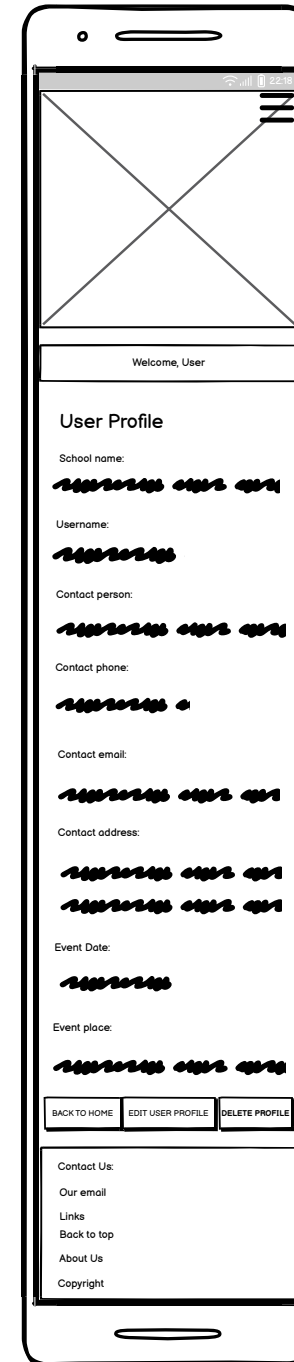 22:18
Welcome, User
User Profile
School name:
Username:
Contact person:
Contact phone:
Contact email:
Contact address:
Event Date:
Event place:
BACK TO HOME EDIT USER PROFILE DELETE PROFILE
Contact Us:
Our email
Links
Back to top
About Us
Copyright